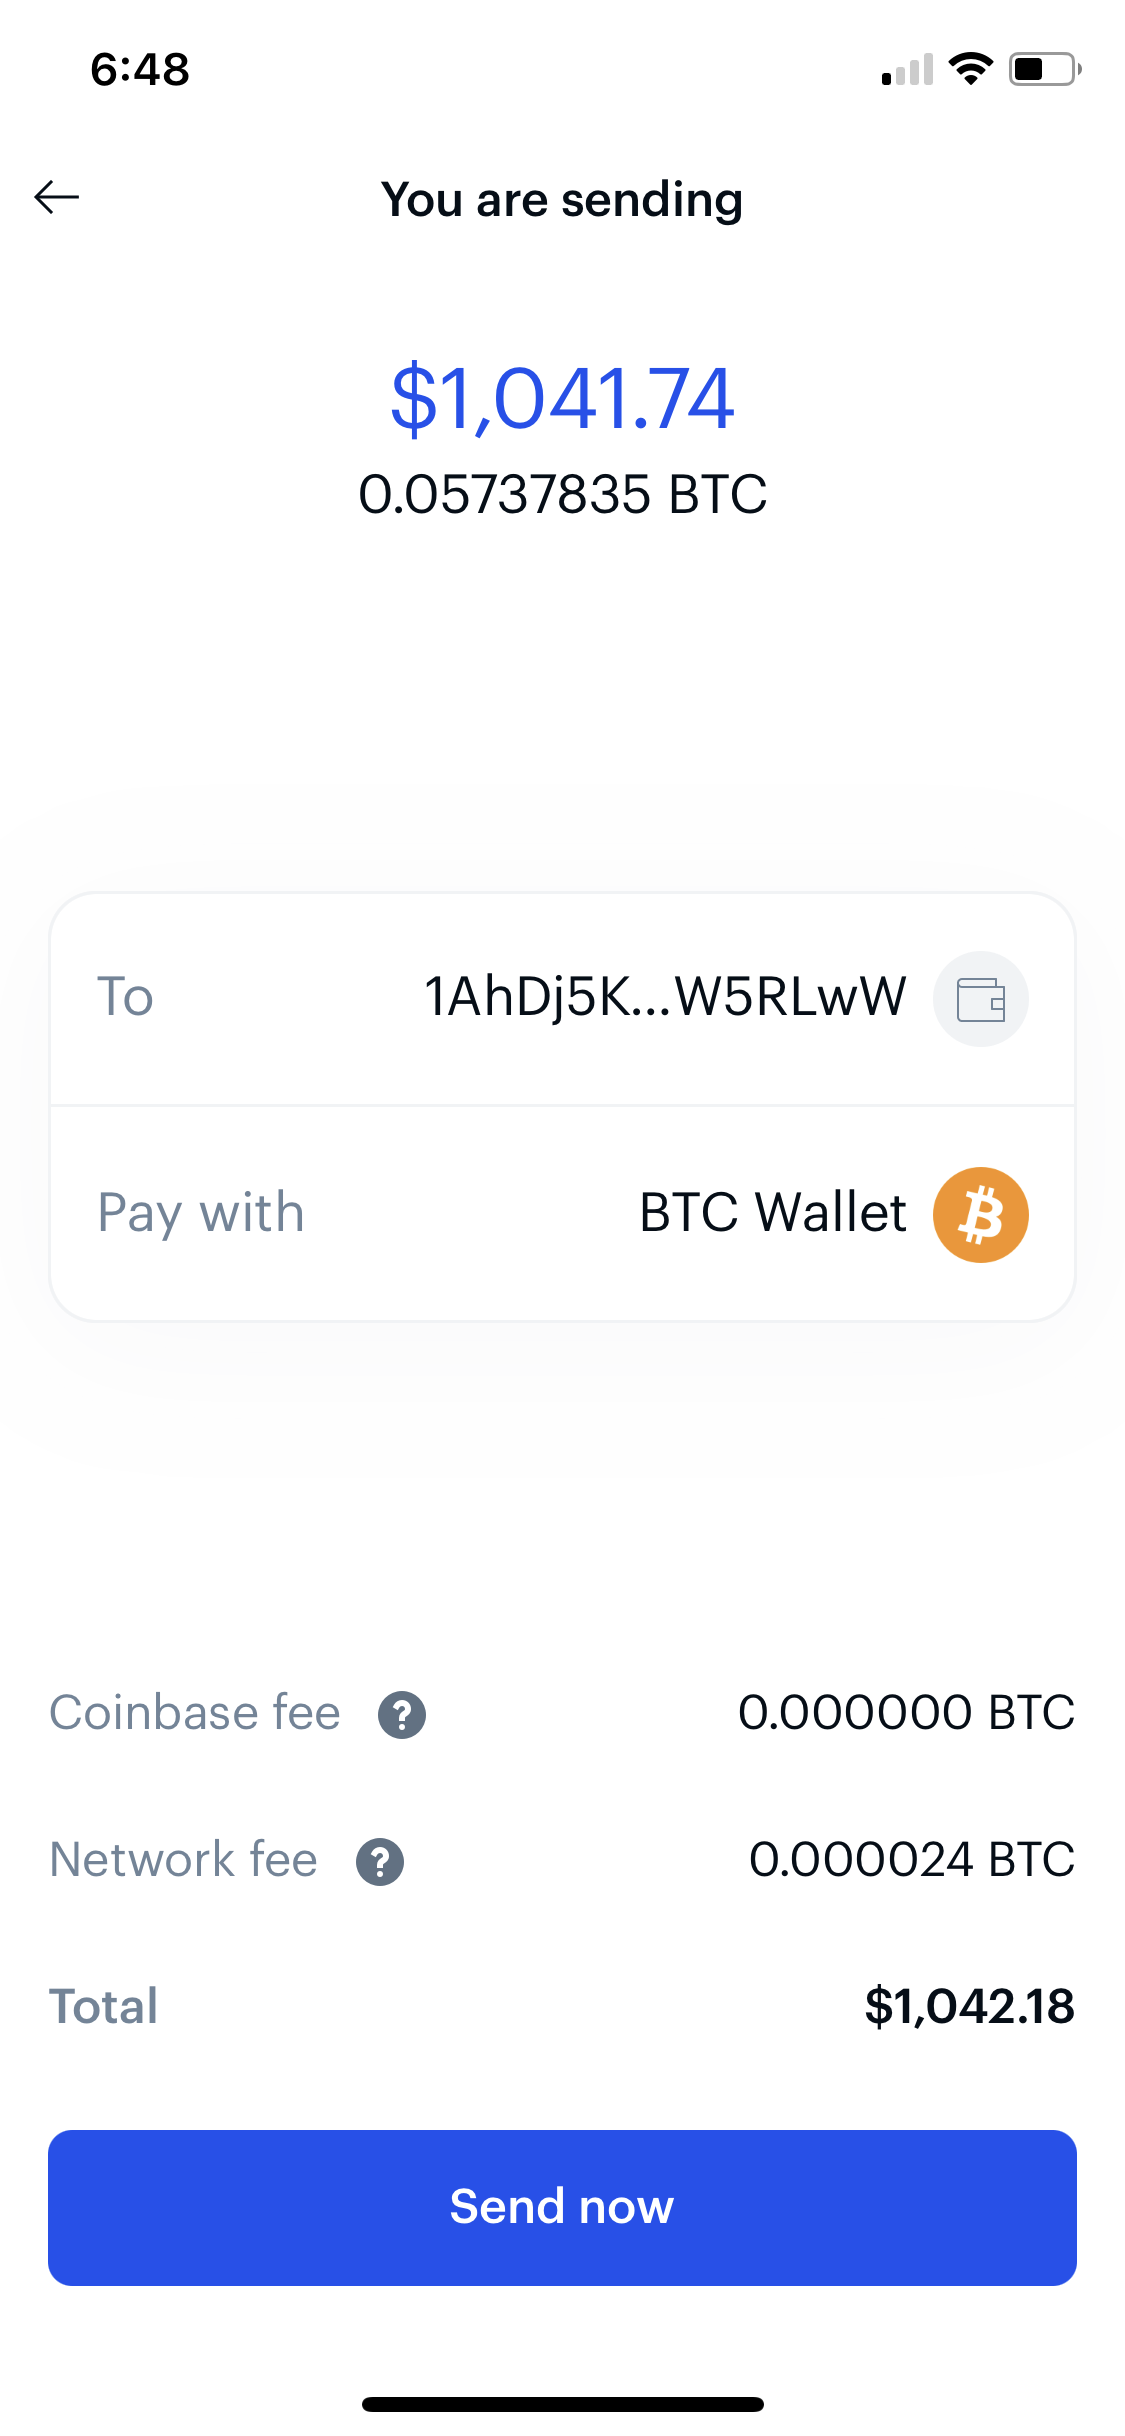 6:48
You are sending
$1,041.74
0.05737835 BTC
To 1AhDj5K...W5RLwW
Pay with BTC Wallet
Coinbase fee ? 0.000000 BTC
Network fee ? 0.000024 BTC
Total $1,042.18
Send now